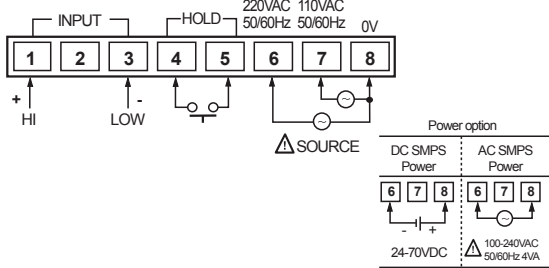 INPUT HOLD 220VAC 110VAC
50/60Hz 50/60Hz 0V
1 2 3 4 5 6 7 8
+ -
HI LOW
SOURCE
Power option
DC SMPS AC SMPS
Power Power
6 7 8 6 7 8
- +
24-70VDC 100-240VAC
50/60Hz 4VA